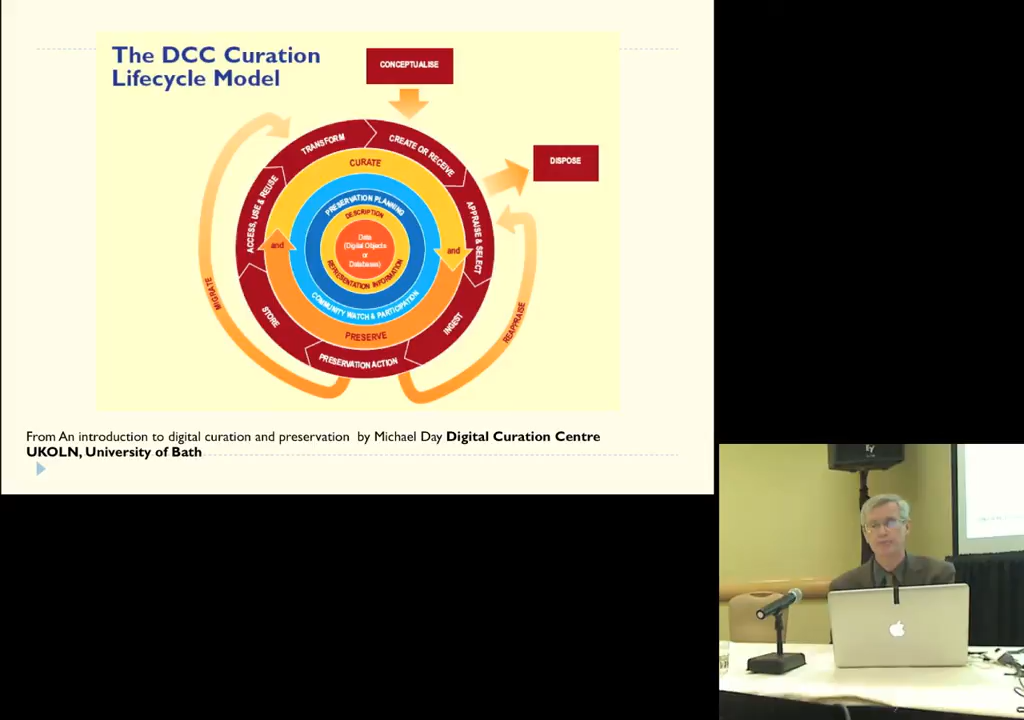 The DCC Curation
Lifecycle Model
CONCEPTUALISE
DISPOSE
TRANSFORM
CREATE OR RECEIVE
APPRAISE & SELECT
INGEST
PRESERVATION ACTION
STORE
ACCESS, USE & REUSE
CURATE
and
PRESERVE
and
PRESERVATION PLANNING
COMMUNITY WATCH & PARTICIPATION
DESCRIPTION
REPRESENTATION INFORMATION
Data
(Digital Objects
or
Databases)
MIGRATE
REAPPRAISE
From An introduction to digital curation and preservation by Michael Day Digital Curation Centre
UKOLN, University of Bath